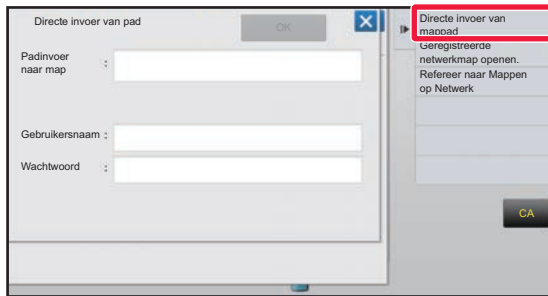 Directe invoer van pad
OK
Padinvoer
naar map :
Gebruikersnaam :
Wachtwoord :
Directe invoer van
mappad
Geregistreerde
netwerkmap openen.
Refereer naar Mappen
op Netwerk
CA